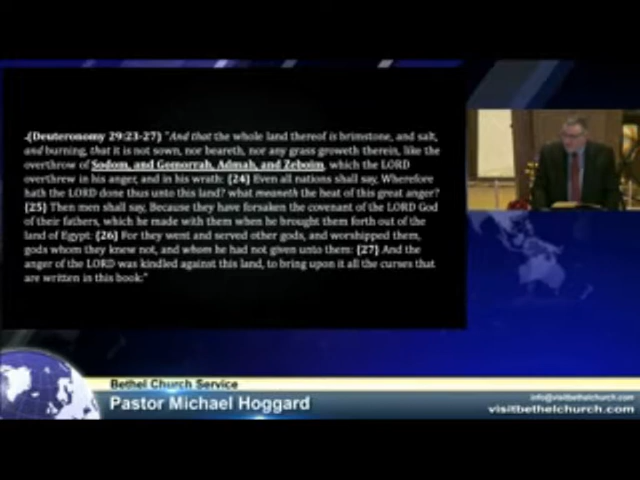 -(Deuteronomy 29:23-27) "And that the whole land thereof is brimstone, and salt,
and burning, that it is not sown, nor beareth, nor any grass groweth therein, like the
overthrow of Sodom, and Gomorrah, Admah, and Zeboim, which the LORD
overthrew in his anger, and in his wrath: (24) Even all nations shall say, Wherefore
hath the LORD done thus unto this land? what meaneth the heat of this great anger?
(25) Then men shall say, Because they have forsaken the covenant of the LORD God
of their fathers, which he made with them when he brought them forth out of the
land of Egypt: (26) For they went and served other gods, and worshipped them,
gods whom they knew not, and whom he had not given unto them: (27) And the
anger of the LORD was kindled against this land, to bring upon it all the curses that
are written in this book:"
Bethel Church Service
Pastor Michael Hoggard
info@visitbethelchurch.com
visitbethelchurch.com